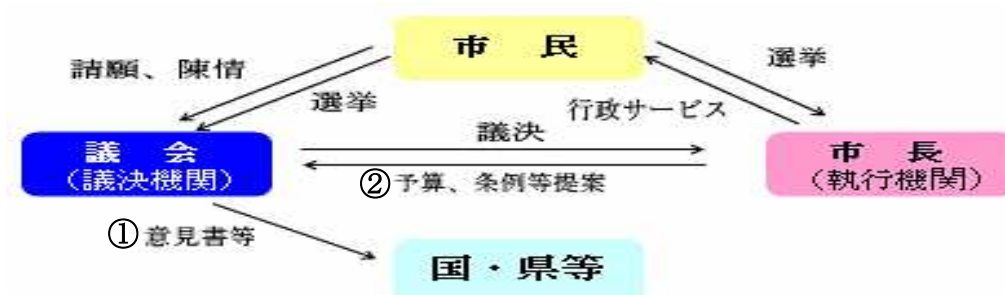 市　民
請願、陳情
選挙
選挙
行政サービス
議決
議　会
（議決機関）
市　長
（執行機関）
②予算、条例等提案
①意見書等
国・県等